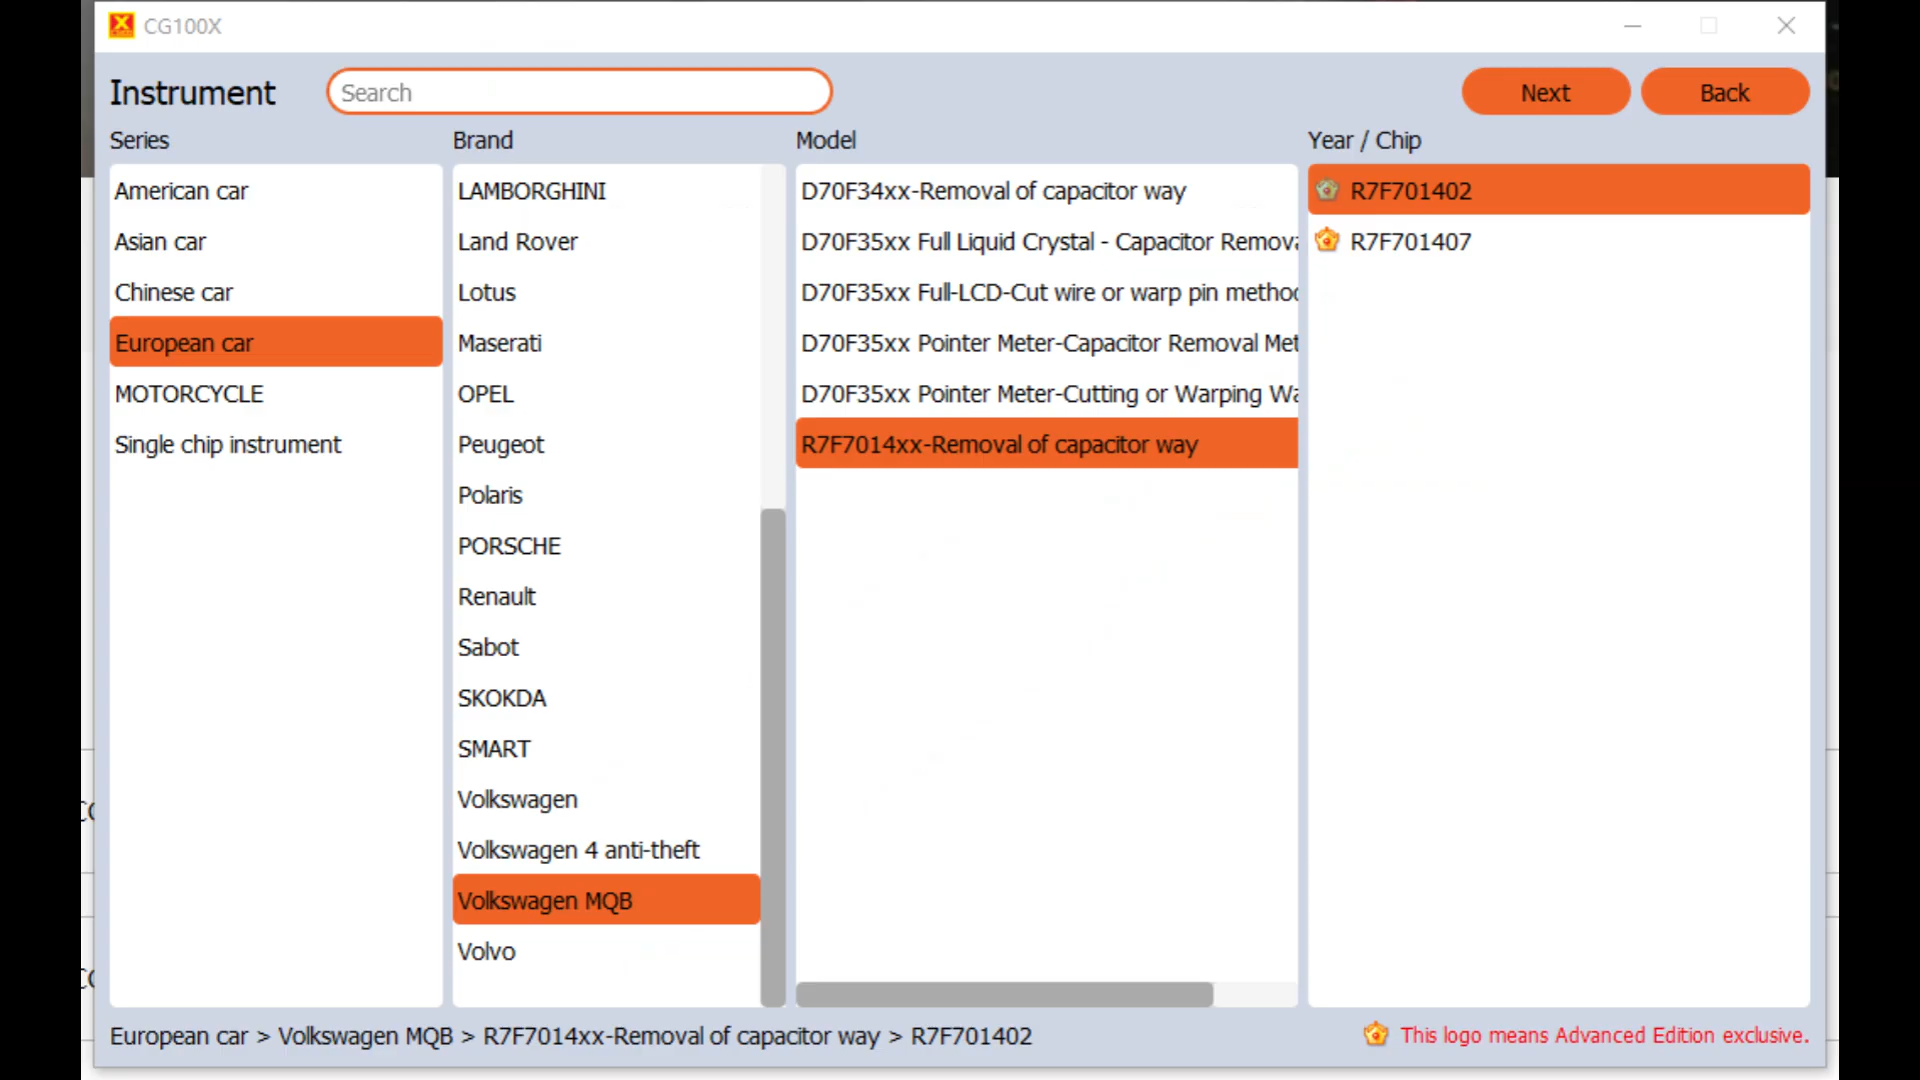 CG100X
Instrument
Search
Next
Back
Series
Brand
Model
Year / Chip
American car
Asian car
Chinese car
European car
MOTORCYCLE
Single chip instrument
LAMBORGHINI
Land Rover
Lotus
Maserati
OPEL
Peugeot
Polaris
PORSCHE
Renault
Sabot
SKOKDA
SMART
Volkswagen
Volkswagen 4 anti-theft
Volkswagen MQB
Volvo
D70F34xx-Removal of capacitor way
D70F35xx Full Liquid Crystal - Capacitor Remova
D70F35xx Full-LCD-Cut wire or warp pin method
D70F35xx Pointer Meter-Capacitor Removal Met
D70F35xx Pointer Meter-Cutting or Warping Wa
R7F7014xx-Removal of capacitor way
R7F701402
R7F701407
European car > Volkswagen MQB > R7F7014xx-Removal of capacitor way > R7F701402
This logo means Advanced Edition exclusive.